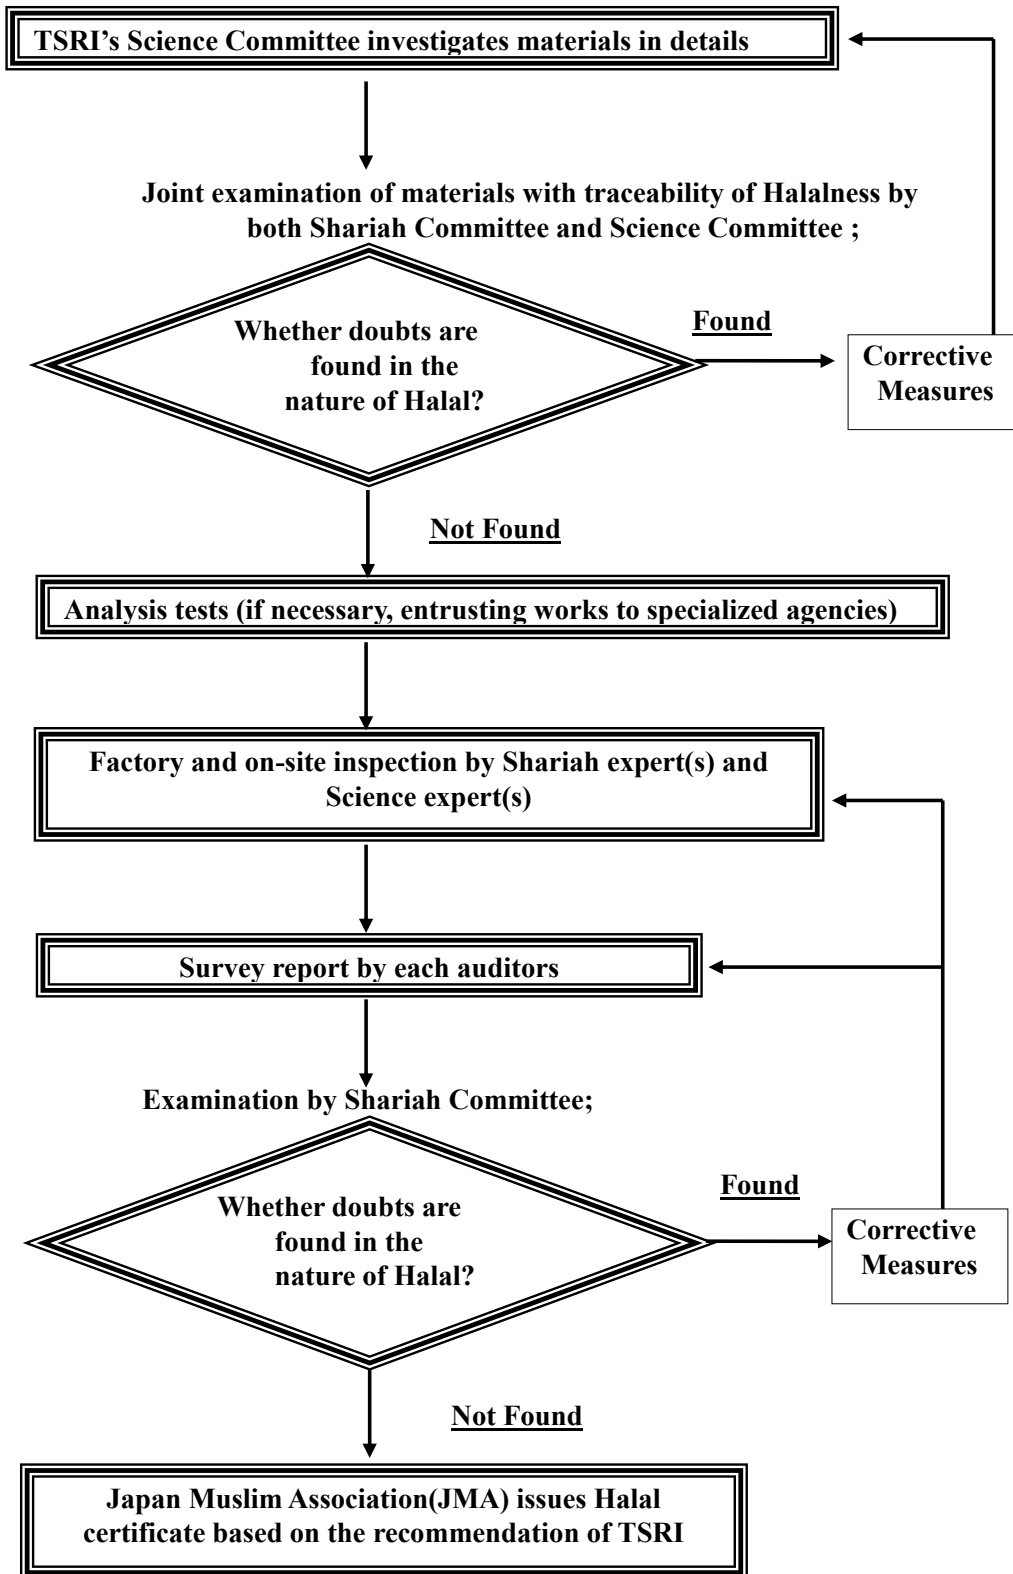 TSRI’s Science Committee investigates materials in details
Joint examination of materials with traceability of Halalness by
both Shariah Committee and Science Committee ;
Whether doubts are
found in the
nature of Halal?
Found
Corrective
Measures
Not Found
Analysis tests (if necessary, entrusting works to specialized agencies)
Factory and on-site inspection by Shariah expert(s) and
Science expert(s)
Survey report by each auditors
Examination by Shariah Committee;
Whether doubts are
found in the
nature of Halal?
Found
Corrective
Measures
Not Found
Japan Muslim Association(JMA) issues Halal
certificate based on the recommendation of TSRI